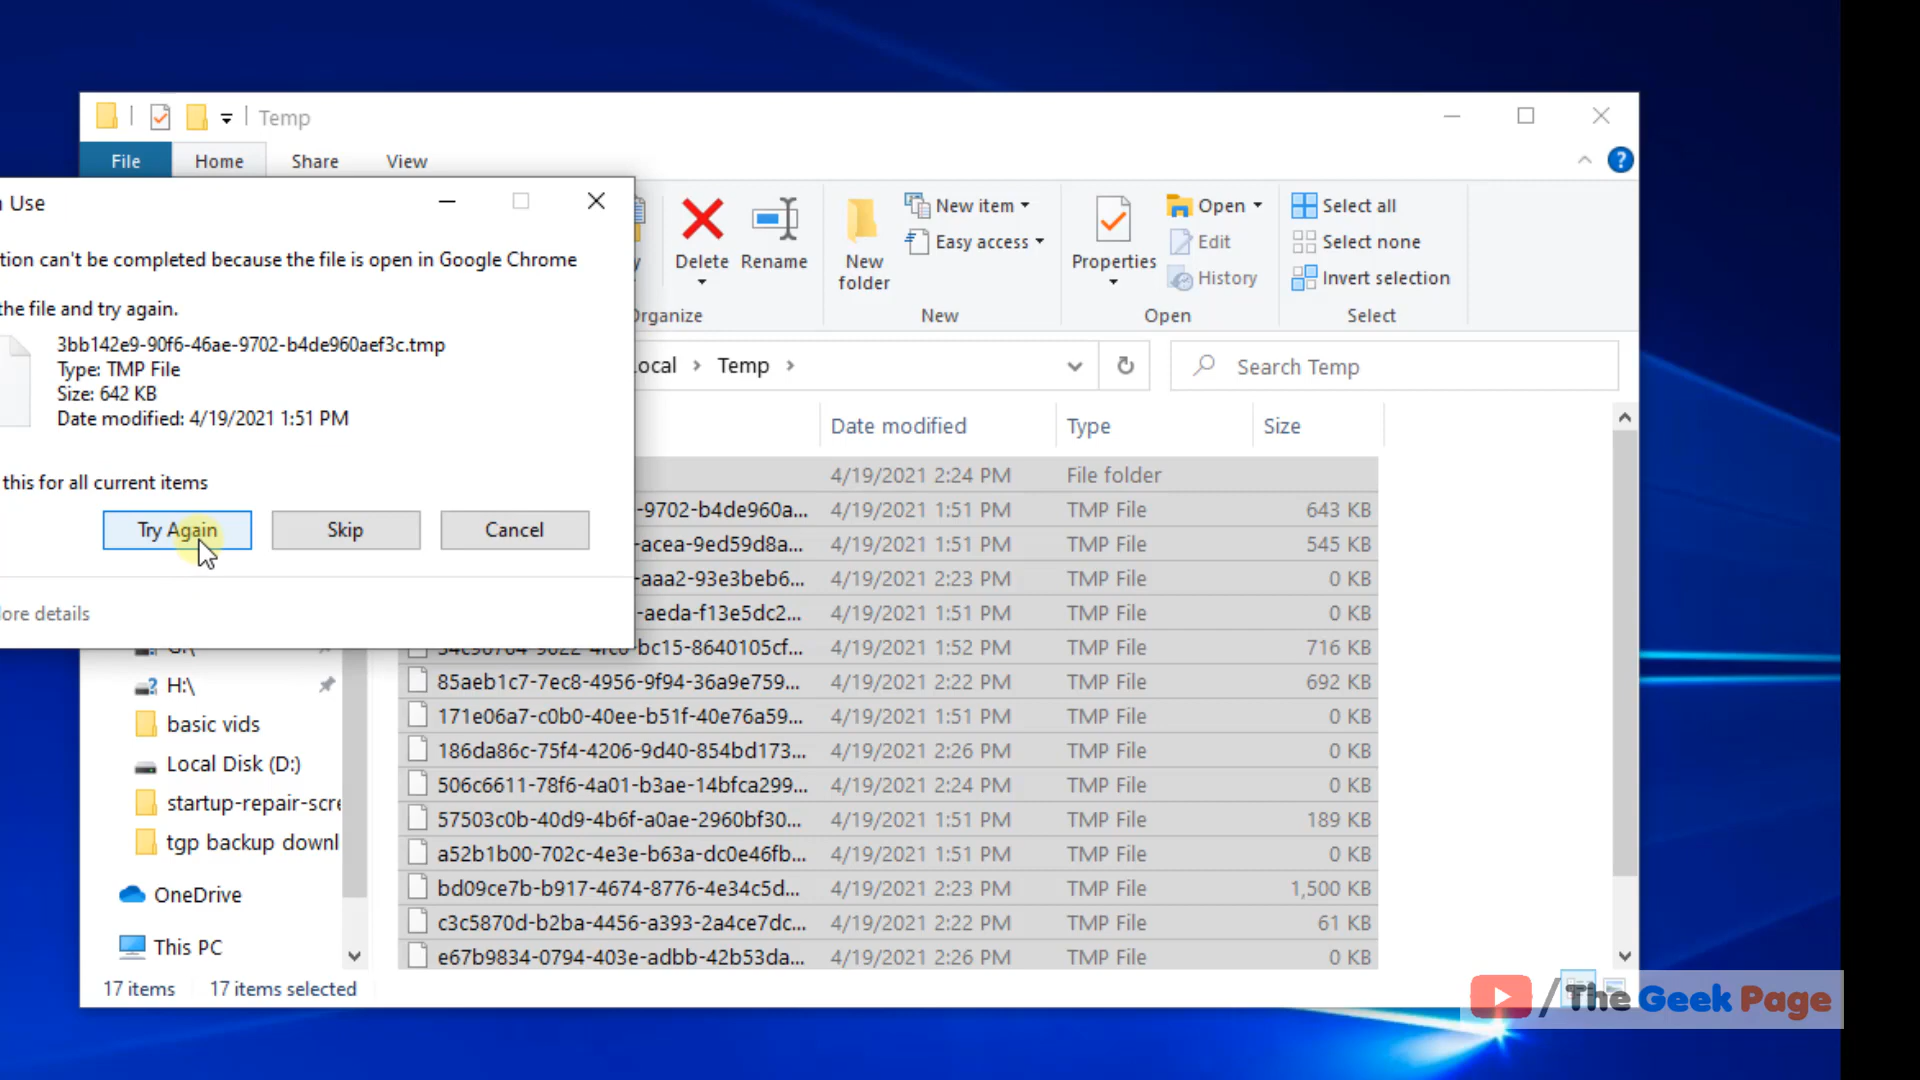 Temp
File Home Share View
Use
Delete
Rename
New folder
New item
Easy access
Properties
Open
Edit
History
Select all
Select none
Invert selection
New
Open
Select
tion can't be completed because the file is open in Google Chrome
the file and try again.
3bb142e9-90f6-46ae-9702-b4de960aef3c.tmp
Type: TMP File
Size: 642 KB
Date modified: 4/19/2021 1:51 PM
this for all current items
Try Again Skip Cancel
Temp
Search Temp
Date modified Type Size
4/19/2021 2:24 PM File folder
-9702-b4de960a... 4/19/2021 1:51 PM TMP File 643 KB
-acea-9ed59d8a... 4/19/2021 1:51 PM TMP File 545 KB
-aaa2-93e3beb6... 4/19/2021 2:23 PM TMP File 0 KB
-aeda-f13e5dc2... 4/19/2021 1:51 PM TMP File 0 KB
bc15-8640105cf... 4/19/2021 1:52 PM TMP File 716 KB
85aeb1c7-7ec8-4956-9f94-36a9e759... 4/19/2021 2:22 PM TMP File 692 KB
171e06a7-c0b0-40ee-b51f-40e76a59... 4/19/2021 1:51 PM TMP File 0 KB
186da86c-75f4-4206-9d40-854bd173... 4/19/2021 2:26 PM TMP File 0 KB
506c6611-78f6-4a01-b3ae-14bfca299... 4/19/2021 2:24 PM TMP File 0 KB
57503c0b-40d9-4b6f-a0ae-2960bf30... 4/19/2021 1:51 PM TMP File 189 KB
a52b1b00-702c-4e3e-b63a-dc0e46fb... 4/19/2021 1:51 PM TMP File 0 KB
bd09ce7b-b917-4674-8776-4e34c5d... 4/19/2021 2:23 PM TMP File 1,500 KB
c3c5870d-b2ba-4456-a393-2a4ce7dc... 4/19/2021 2:22 PM TMP File 61 KB
e67b9834-0794-403e-adbb-42b53da... 4/19/2021 2:26 PM TMP File 0 KB
details
H:\
basic vids
Local Disk (D:)
startup-repair-scre
tgp backup downl
OneDrive
This PC
17 items 17 items selected
/The Geek Page